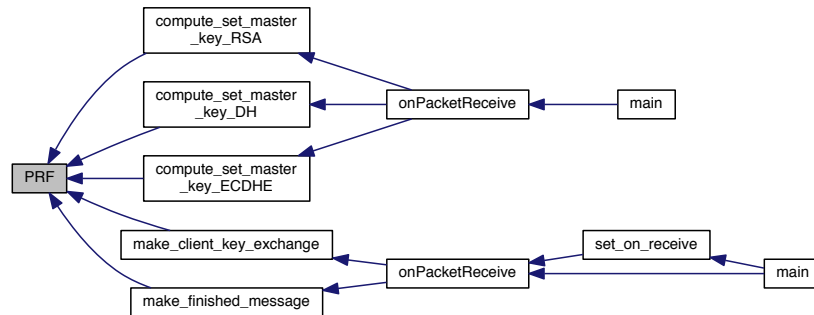 compute_set_master
_key_RSA
compute_set_master
_key_DH
onPacketReceive
main
PRF
compute_set_master
_key_ECDHE
make_client_key_exchange
set_on_receive
onPacketReceive
main
make_finished_message